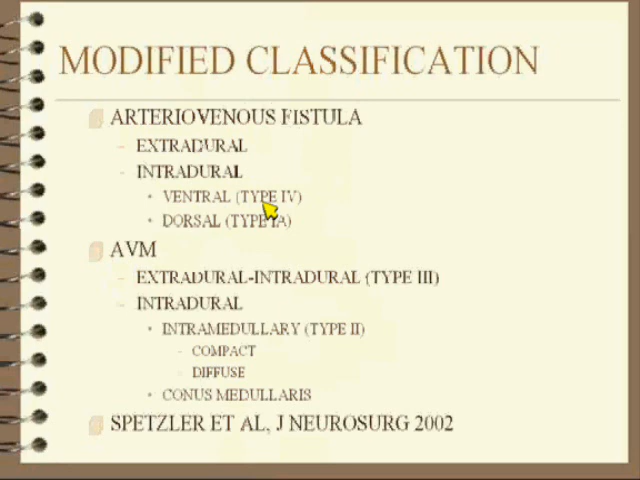 MODIFIED CLASSIFICATION
ARTERIOVENOUS FISTULA
– EXTRADURAL
– INTRADURAL
• VENTRAL (TYPE IV)
• DORSAL (TYPE IA)
AVM
– EXTRADURAL-INTRADURAL (TYPE III)
– INTRADURAL
• INTRAMEDULLARY (TYPE II)
– COMPACT
– DIFFUSE
• CONUS MEDULLARIS
SPETZLER ET AL, J NEUROSURG 2002